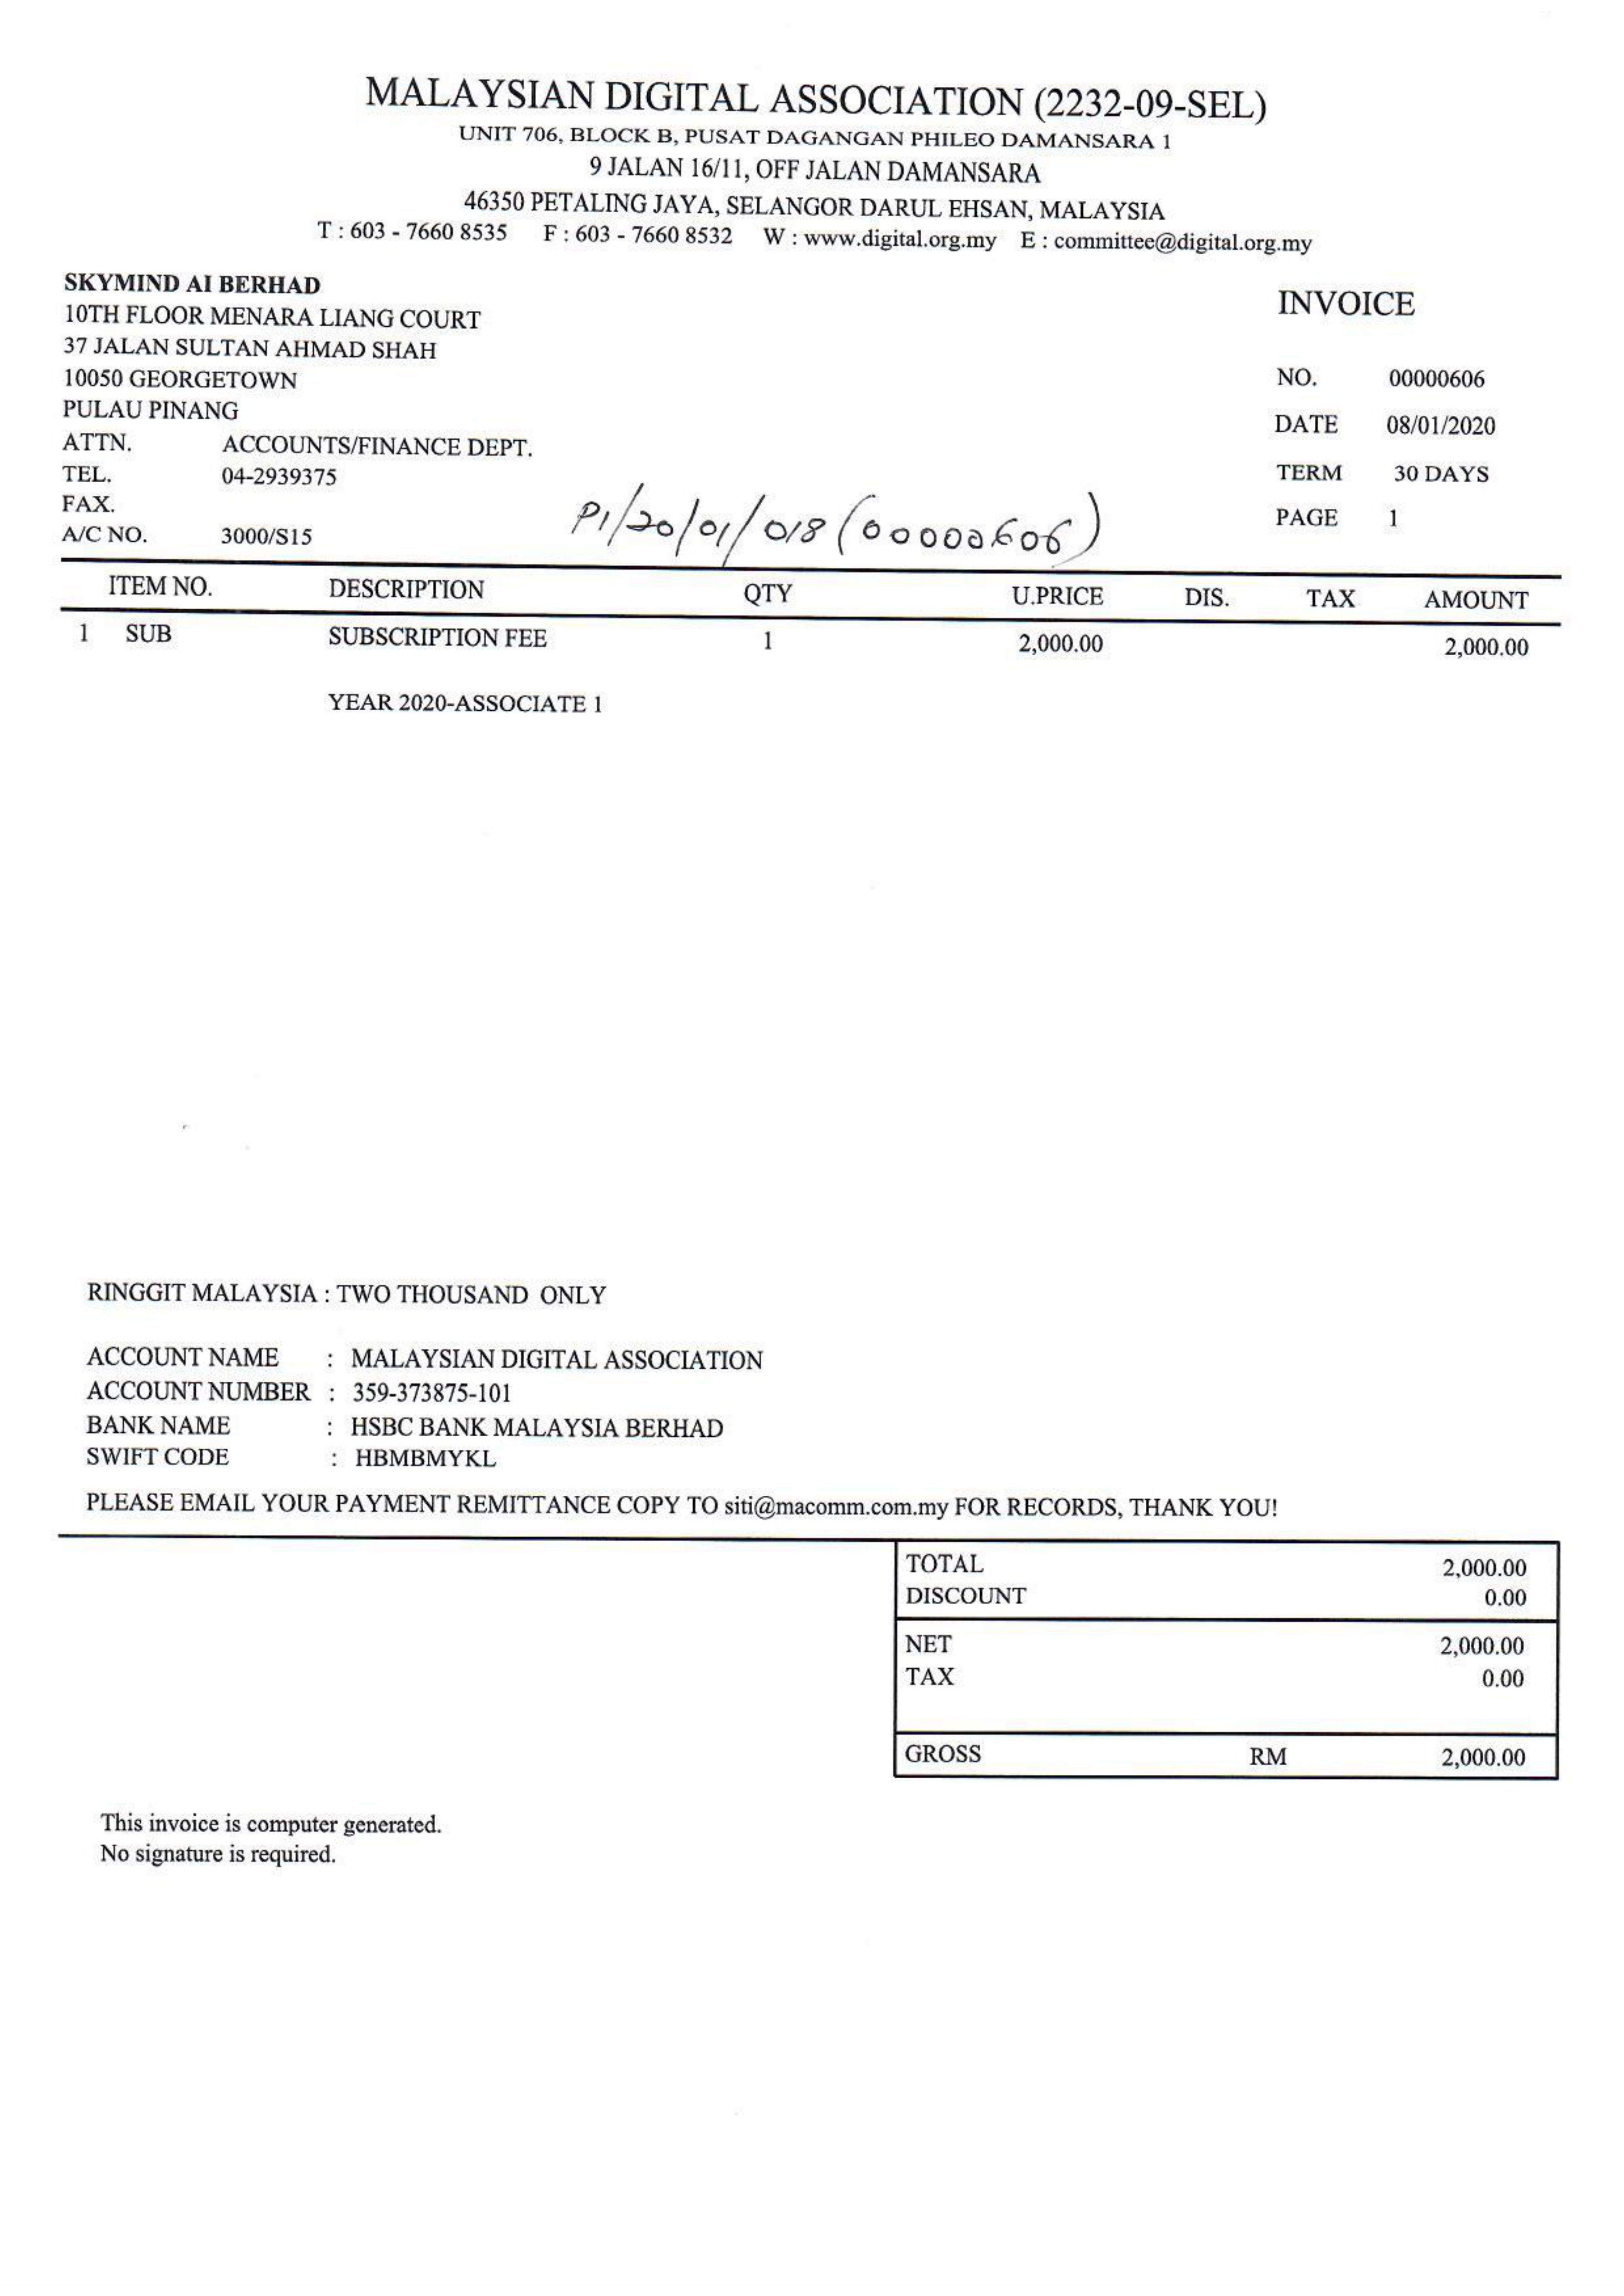 MALAYSIAN DIGITAL ASSOCIATION (2232-09-SEL)
UNIT 706, BLOCK B, PUSAT DAGANGAN PHILEO DAMANSARA 1
9 JALAN 16/11, OFF JALAN DAMANSARA
46350 PETALING JAYA, SELANGOR DARUL EHSAN, MALAYSIA
T : 603 - 7660 8535 F : 603 - 7660 8532 W : www.digital.org.my E : committee@digital.org.my
SKYMIND AI BERHAD
10TH FLOOR MENARA LIANG COURT
37 JALAN SULTAN AHMAD SHAH
10050 GEORGETOWN
PULAU PINANG
ATTN. ACCOUNTS/FINANCE DEPT.
TEL. 04-2939375
FAX.
A/C NO. 3000/S15
INVOICE
NO. 00000606
DATE 08/01/2020
TERM 30 DAYS
PAGE 1
PI/20/01/018 (00000606)
ITEM NO. DESCRIPTION QTY U.PRICE DIS. TAX AMOUNT
1 SUB SUBSCRIPTION FEE 1 2,000.00 2,000.00
YEAR 2020-ASSOCIATE 1
RINGGIT MALAYSIA : TWO THOUSAND ONLY
ACCOUNT NAME : MALAYSIAN DIGITAL ASSOCIATION
ACCOUNT NUMBER : 359-373875-101
BANK NAME : HSBC BANK MALAYSIA BERHAD
SWIFT CODE : HBMBMYKL
PLEASE EMAIL YOUR PAYMENT REMITTANCE COPY TO siti@macomm.com.my FOR RECORDS, THANK YOU!
TOTAL 2,000.00
DISCOUNT 0.00
NET 2,000.00
TAX 0.00
GROSS RM 2,000.00
This invoice is computer generated.
No signature is required.